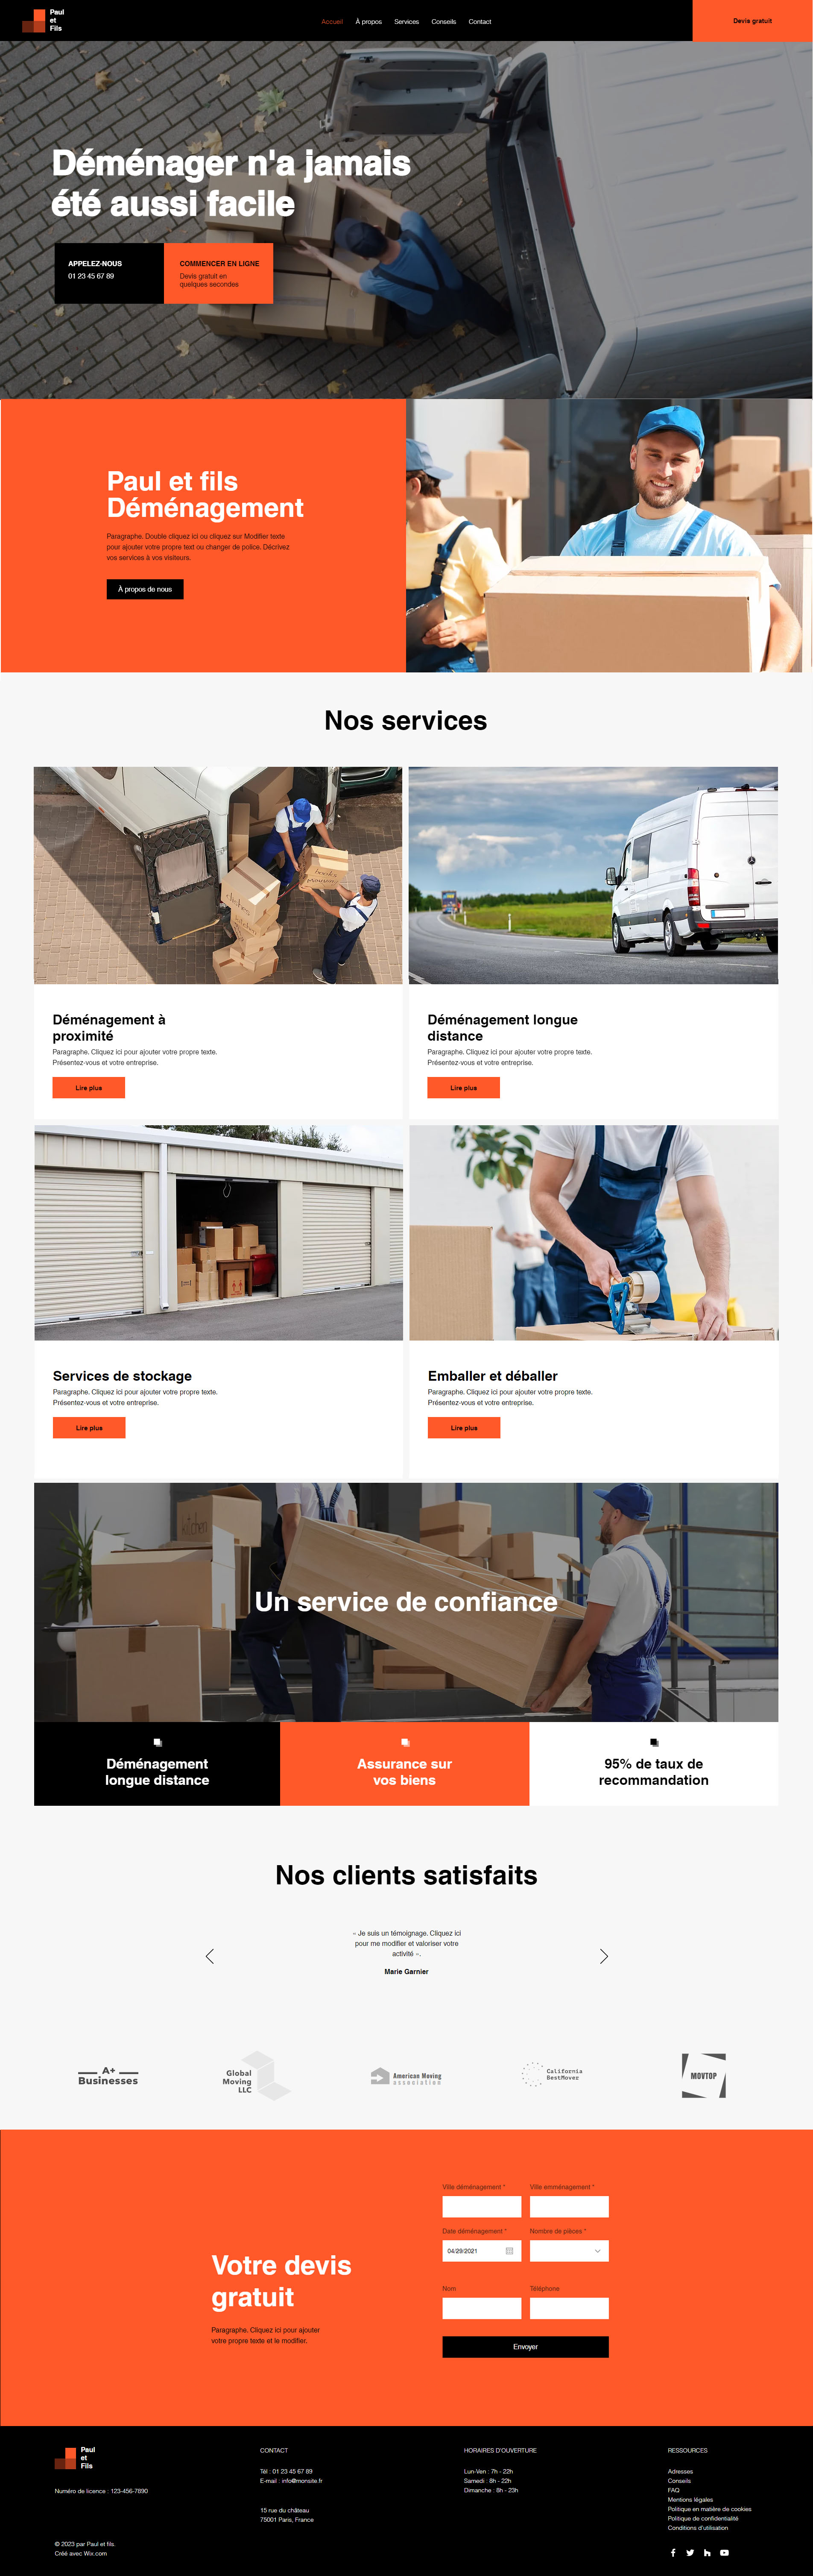 Paul
et
Fils
Accueil
À propos
Services
Conseils
Contact
Devis gratuit
Déménager n'a jamais
été aussi facile
APPELEZ-NOUS
01 23 45 67 89
COMMENCER EN LIGNE
Devis gratuit en
quelques secondes
Paul et fils
Déménagement
Paragraphe. Double cliquez ici ou cliquez sur Modifier texte
pour ajouter votre propre text ou changer de police. Décrivez
vos services à vos visiteurs.
À propos de nous
Nos services
Déménagement à
proximité
Paragraphe. Cliquez ici pour ajouter votre propre texte.
Présentez-vous et votre entreprise.
Lire plus
Déménagement longue
distance
Paragraphe. Cliquez ici pour ajouter votre propre texte.
Présentez-vous et votre entreprise.
Lire plus
Services de stockage
Paragraphe. Cliquez ici pour ajouter votre propre texte.
Présentez-vous et votre entreprise.
Lire plus
Emballer et déballer
Paragraphe. Cliquez ici pour ajouter votre propre texte.
Présentez-vous et votre entreprise.
Lire plus
Un service de confiance
Déménagement
longue distance
Assurance sur
vos biens
95% de taux de
recommandation
Nos clients satisfaits
« Je suis un témoignage. Cliquez ici
pour me modifier et valoriser votre
activité ».
Marie Garnier
A+
Businesses
Global
Moving
LLC
American Moving
association
California
BestMover
MOVTOP
Votre devis
gratuit
Paragraphe. Cliquez ici pour ajouter
votre propre texte et le modifier.
Ville déménagement *
Ville emménagement *
Date déménagement *
Nombre de pièces *
04/29/2021
Nom
Téléphone
Envoyer
Paul
et
Fils
Numéro de licence : 123-456-7890
© 2023 par Paul et fils.
Créé avec Wix.com
CONTACT
Tél : 01 23 45 67 89
E-mail : info@monsite.fr
15 rue du château
75001 Paris, France
HORAIRES D'OUVERTURE
Lun-Ven : 7h - 22h
Samedi : 8h - 22h
Dimanche : 8h - 23h
RESSOURCES
Adresses
Conseils
FAQ
Mentions légales
Politique en matière de cookies
Politique de confidentialité
Conditions d'utilisation